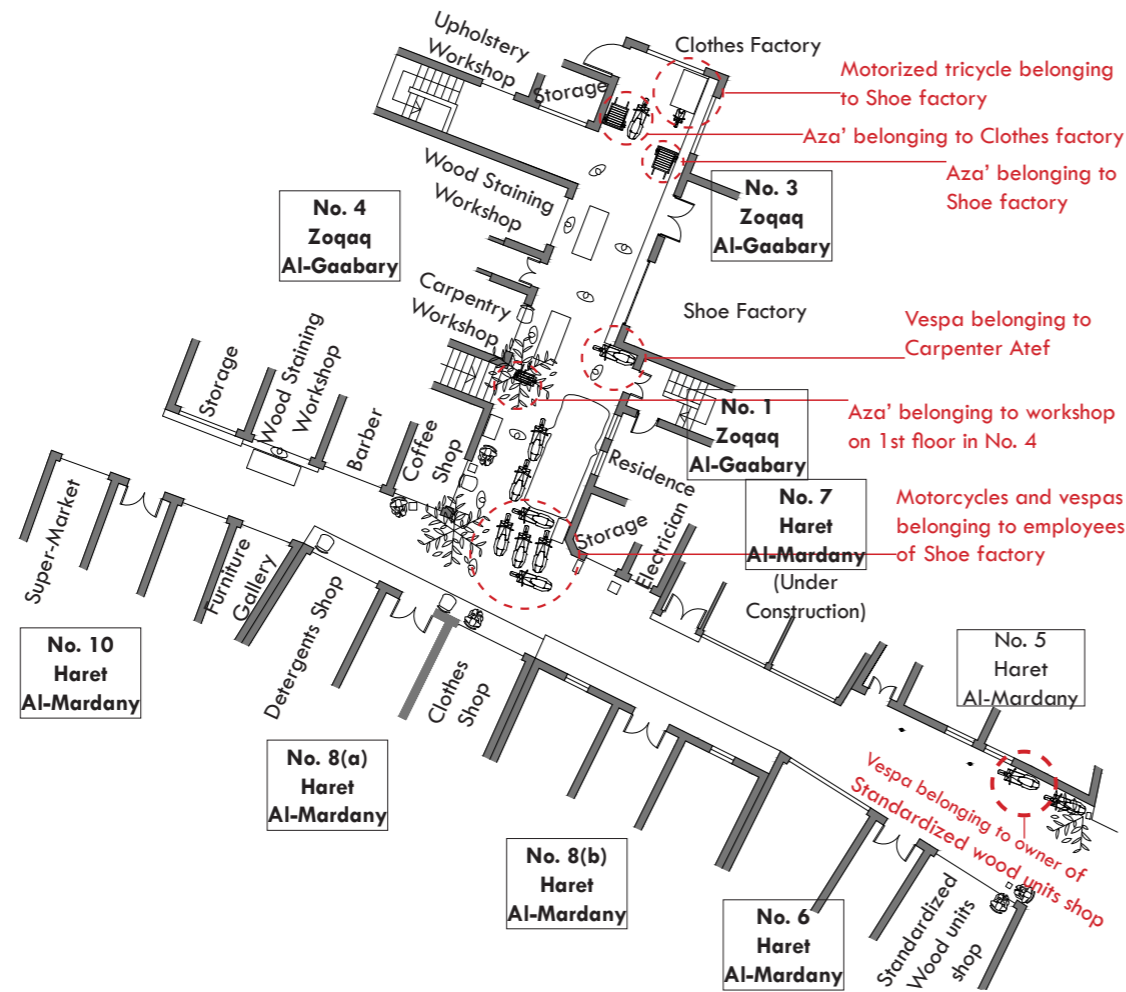 Upholstery
Workshop
Storage
Clothes Factory
Motorized tricycle belonging
to Shoe factory
Aza' belonging to Clothes factory
Aza' belonging to
Shoe factory
Wood Staining
Workshop
No. 4
Zoqaq
Al-Gaabary
No. 3
Zoqaq
Al-Gaabary
Carpentry
Workshop
Shoe Factory
Vespa belonging to
Carpenter Atef
Storage
Wood Staining
Workshop
Barber
Coffee
Shop
No. 1
Zoqaq
Al-Gaabary
Aza' belonging to workshop
on 1st floor in No. 4
Residence
Storage
Electrician
No. 7
Haret
Al-Mardany
(Under
Construction)
Motorcycles and vespas
belonging to employees
of Shoe factory
Super-Market
Furniture
Gallery
Detergents Shop
Clothes
Shop
No. 10
Haret
Al-Mardany
No. 5
Haret
Al-Mardany
No. 8(a)
Haret
Al-Mardany
Vespa belonging to owner of
Standardized wood units shop
No. 8(b)
Haret
Al-Mardany
No. 6
Haret
Al-Mardany
Standardized
Wood units
shop